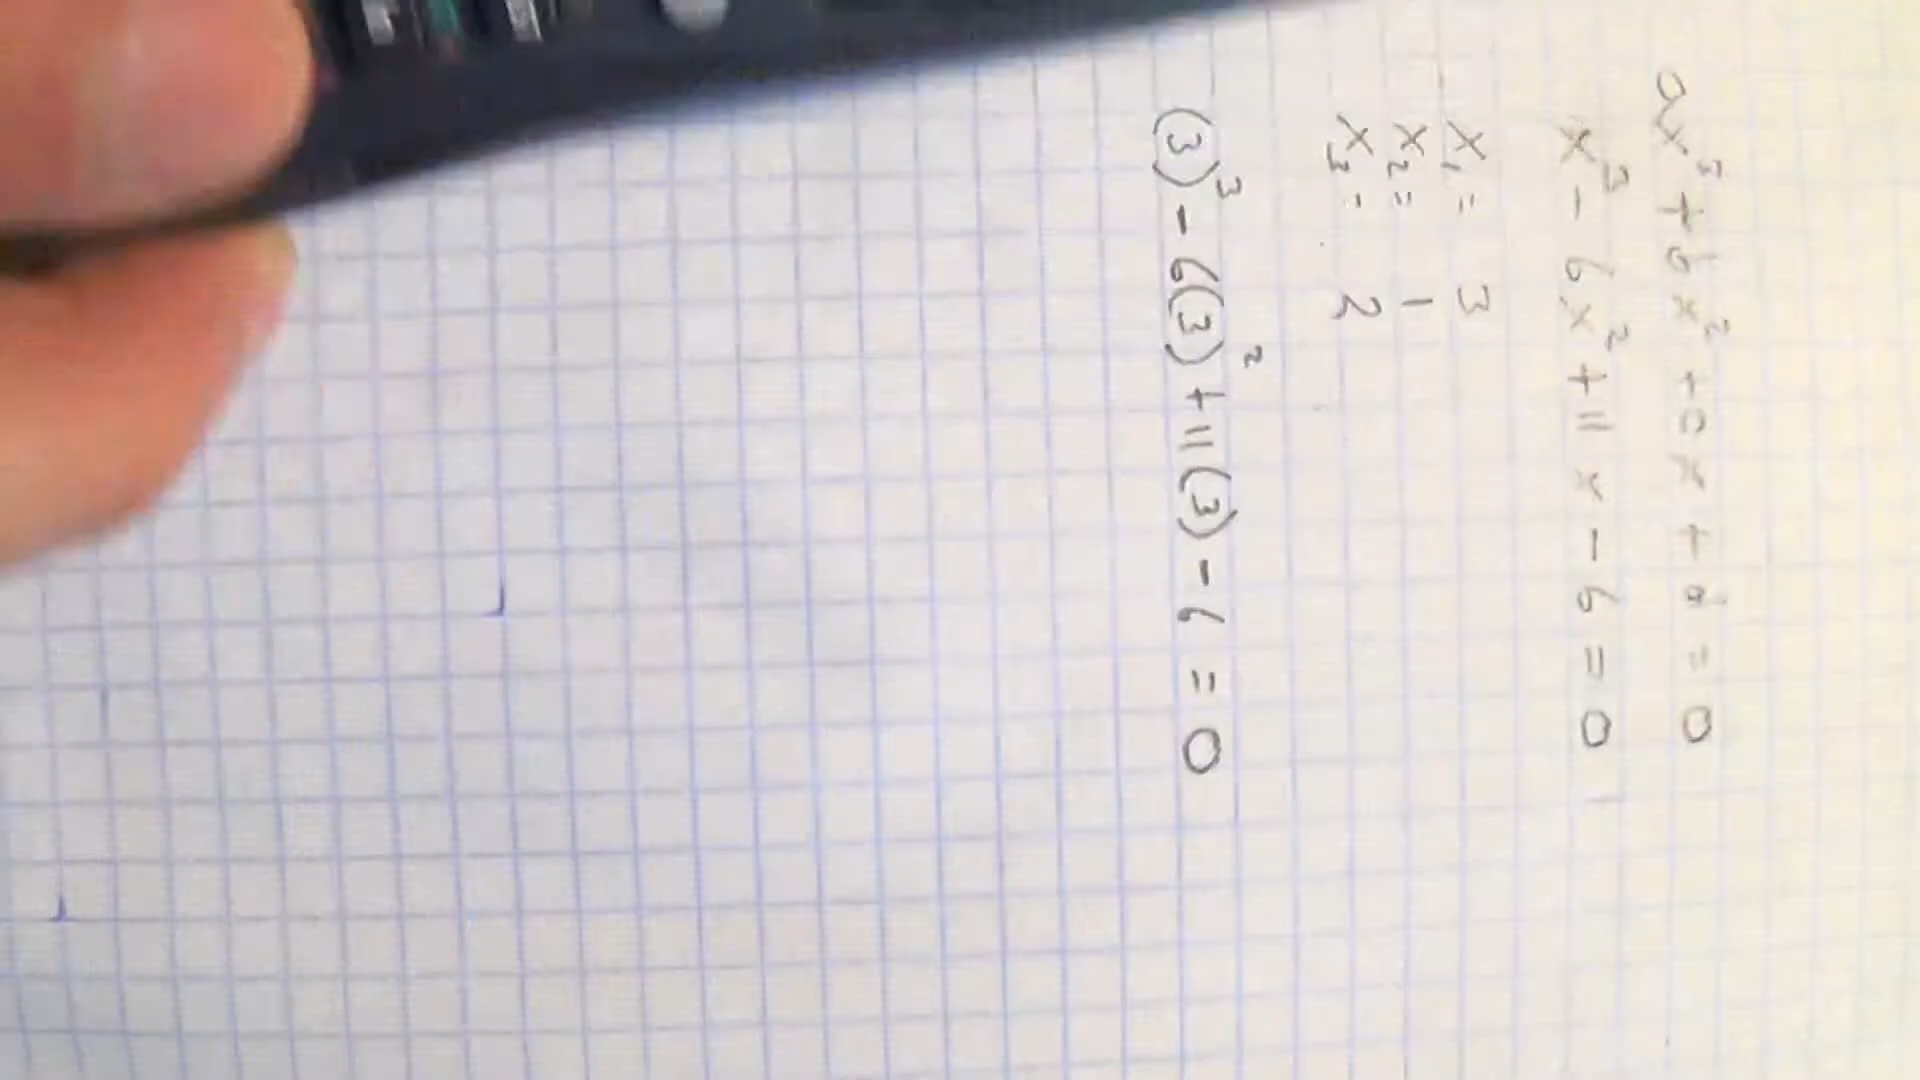 ax³ + bx² + cx + d = 0
x³ - 6x² + 11x - 6 = 0
x₁ = 3
x₂ = 1
x₃ = 2
(3)³ - 6(3)² + 11(3) - 6 = 0